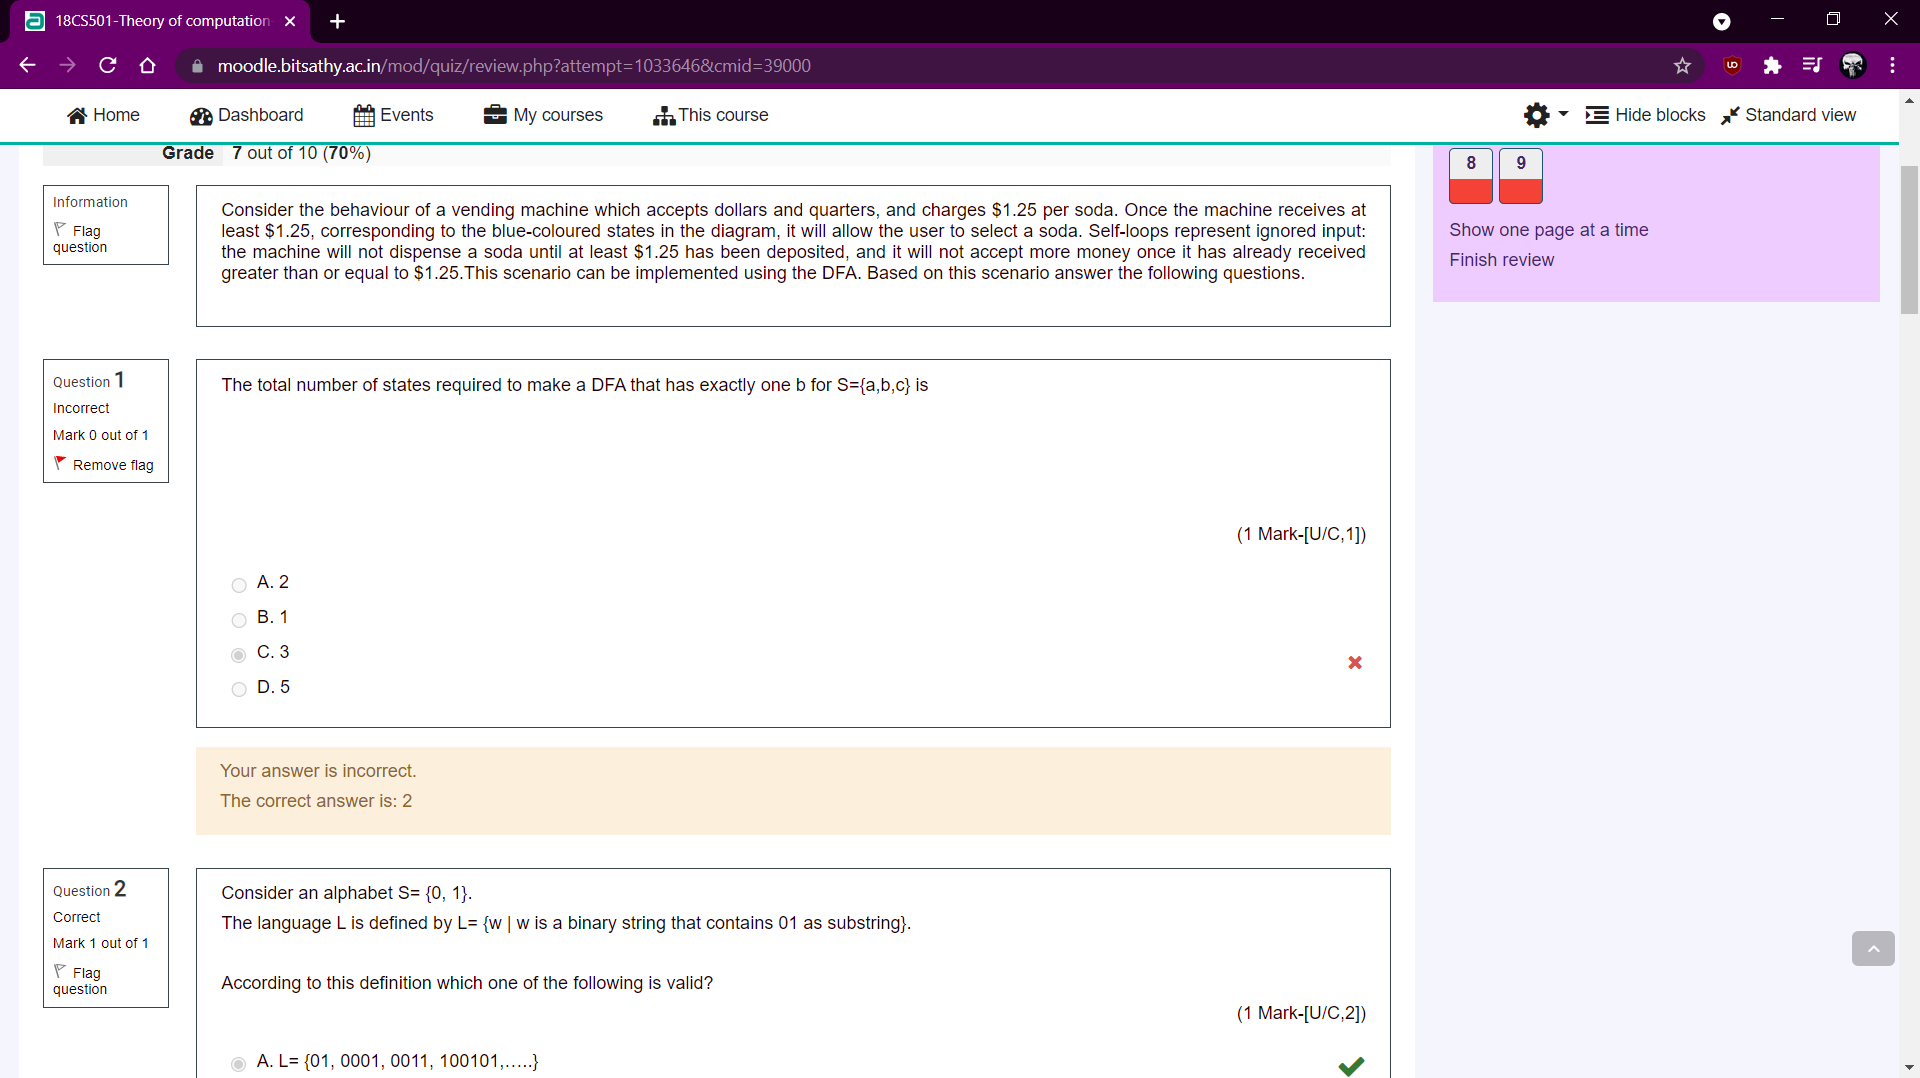 18CS501-Theory of computation
moodle.bitsathy.ac.in/mod/quiz/review.php?attempt=1033646&cmid=39000
Home Dashboard Events My courses This course Hide blocks Standard view
Grade 7 out of 10 (70%)
8 9
Show one page at a time
Finish review
Information
Flag
question
Consider the behaviour of a vending machine which accepts dollars and quarters, and charges $1.25 per soda. Once the machine receives at
least $1.25, corresponding to the blue-coloured states in the diagram, it will allow the user to select a soda. Self-loops represent ignored input:
the machine will not dispense a soda until at least $1.25 has been deposited, and it will not accept more money once it has already received
greater than or equal to $1.25.This scenario can be implemented using the DFA. Based on this scenario answer the following questions.
Question 1
Incorrect
Mark 0 out of 1
Remove flag
The total number of states required to make a DFA that has exactly one b for S={a,b,c} is
(1 Mark-[U/C,1])
A. 2
B. 1
C. 3
D. 5
Your answer is incorrect.
The correct answer is: 2
Question 2
Correct
Mark 1 out of 1
Flag
question
Consider an alphabet S= {0, 1}.
The language L is defined by L= {w | w is a binary string that contains 01 as substring}.
According to this definition which one of the following is valid?
(1 Mark-[U/C,2])
A. L= {01, 0001, 0011, 100101,…..}